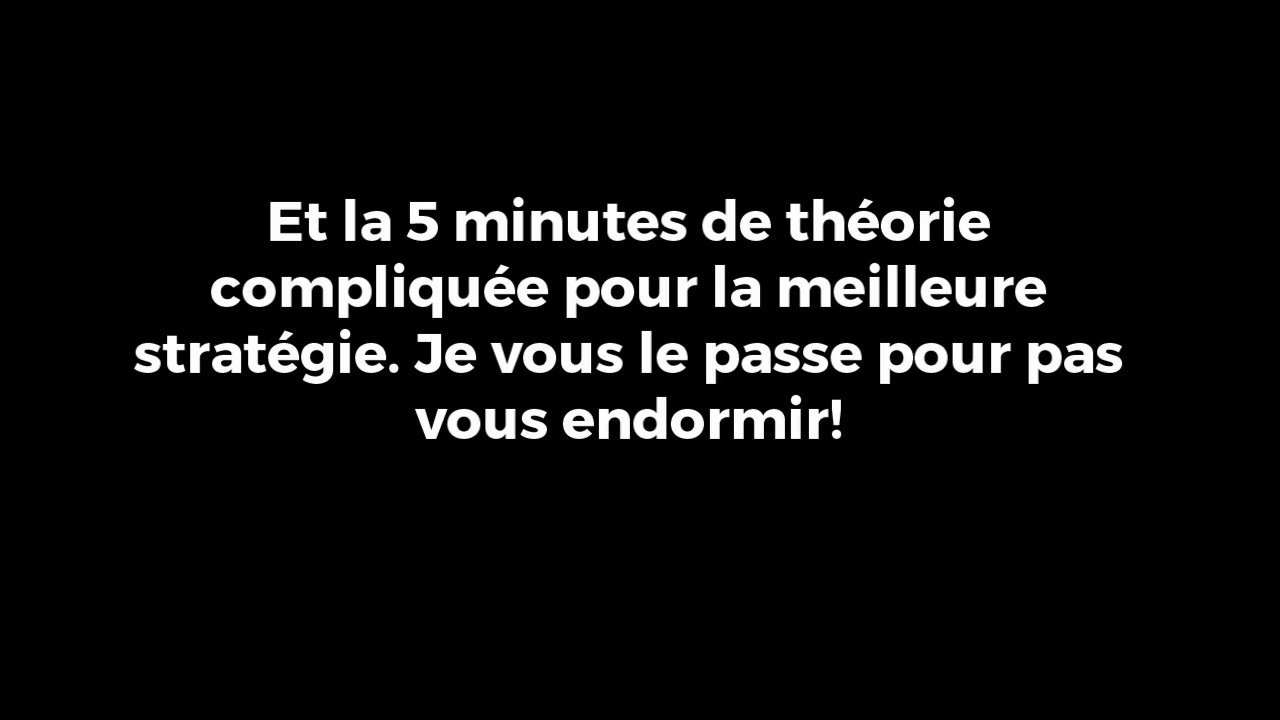 Et la 5 minutes de théorie
compliquée pour la meilleure
stratégie. Je vous le passe pour pas
vous endormir!